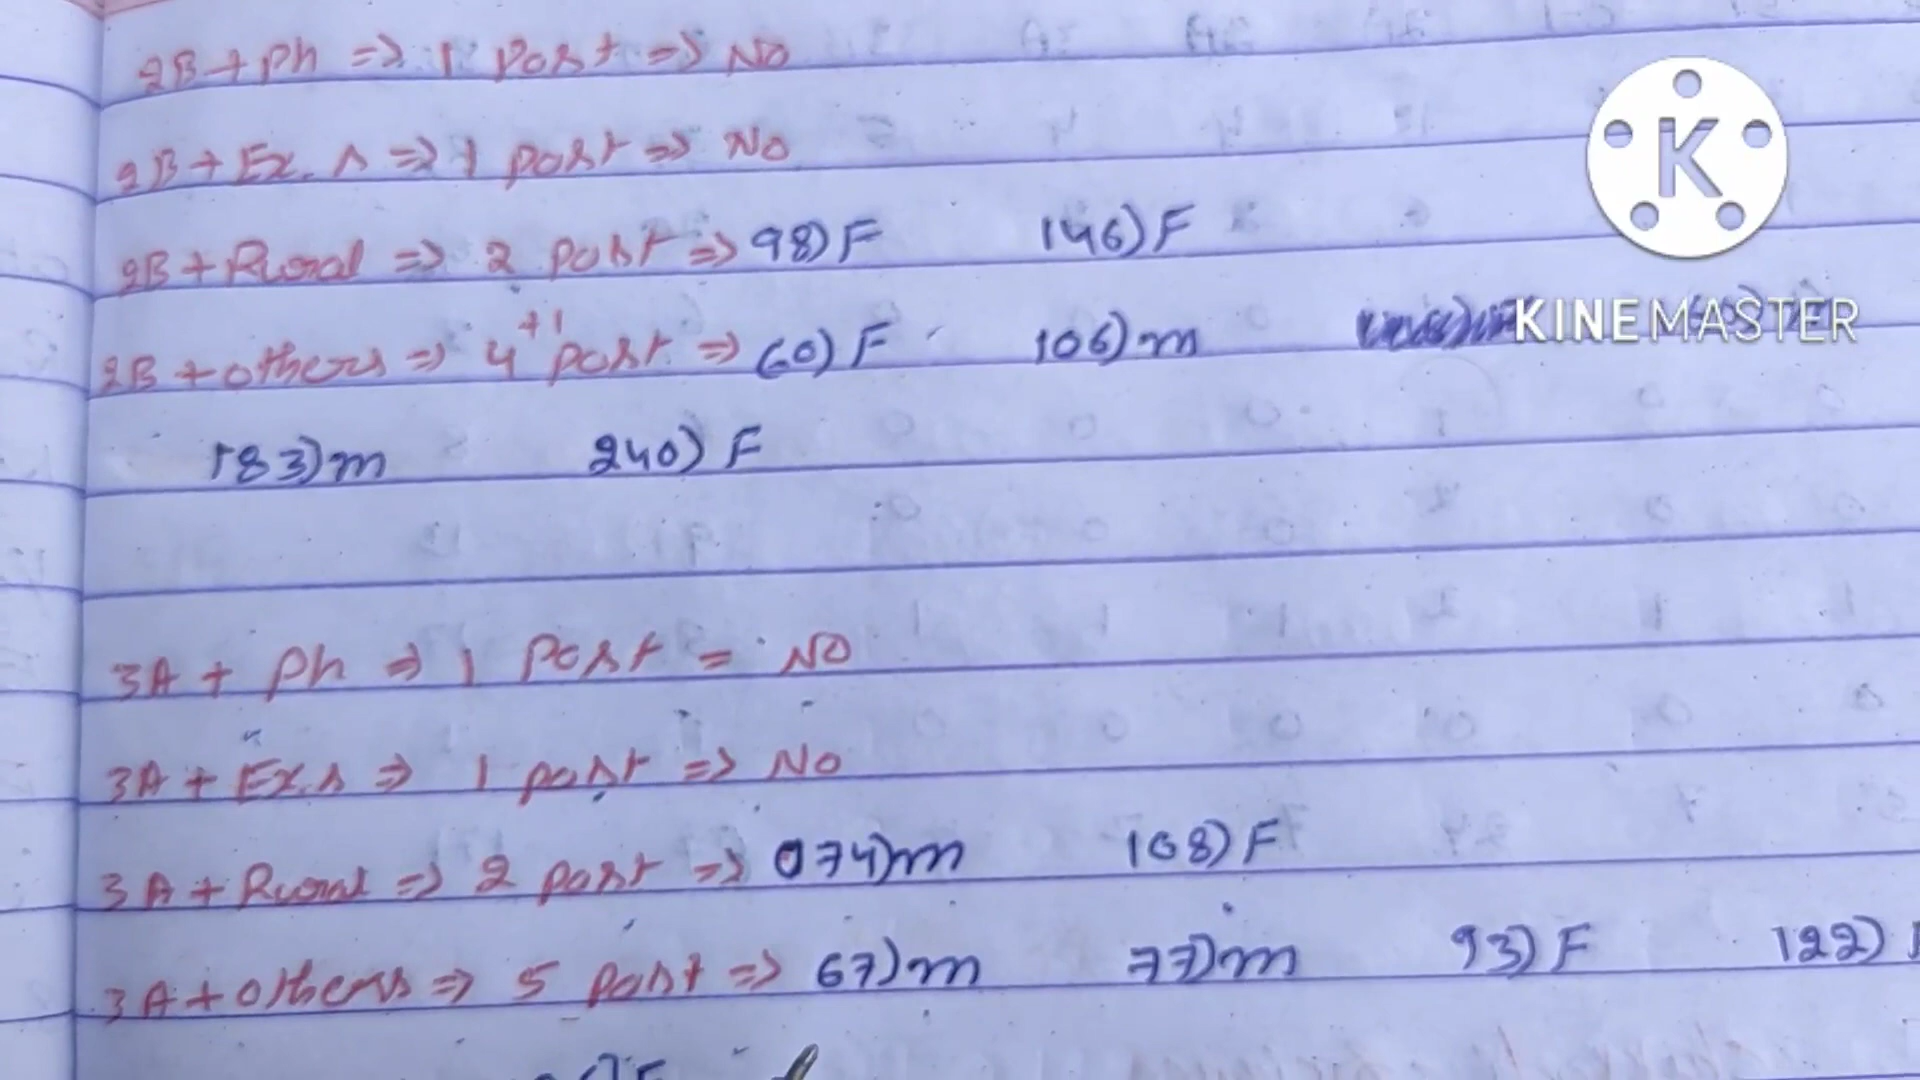 2B + Ph => 1 Post => No
2B + Ex. s => 1 post => No
2B + Rural => 2 post => 98) F 146) F
+1
2B + others => 4 post => 60) F 106) m
183) m 240) F
3A + Ph => 1 Post = NO
3A + Ex. s => 1 post => No
3A + Rural => 2 post => 074) m 108) F
3A + others => 5 post => 67) m 77) m 93) F 122)
K
KINEMASTER